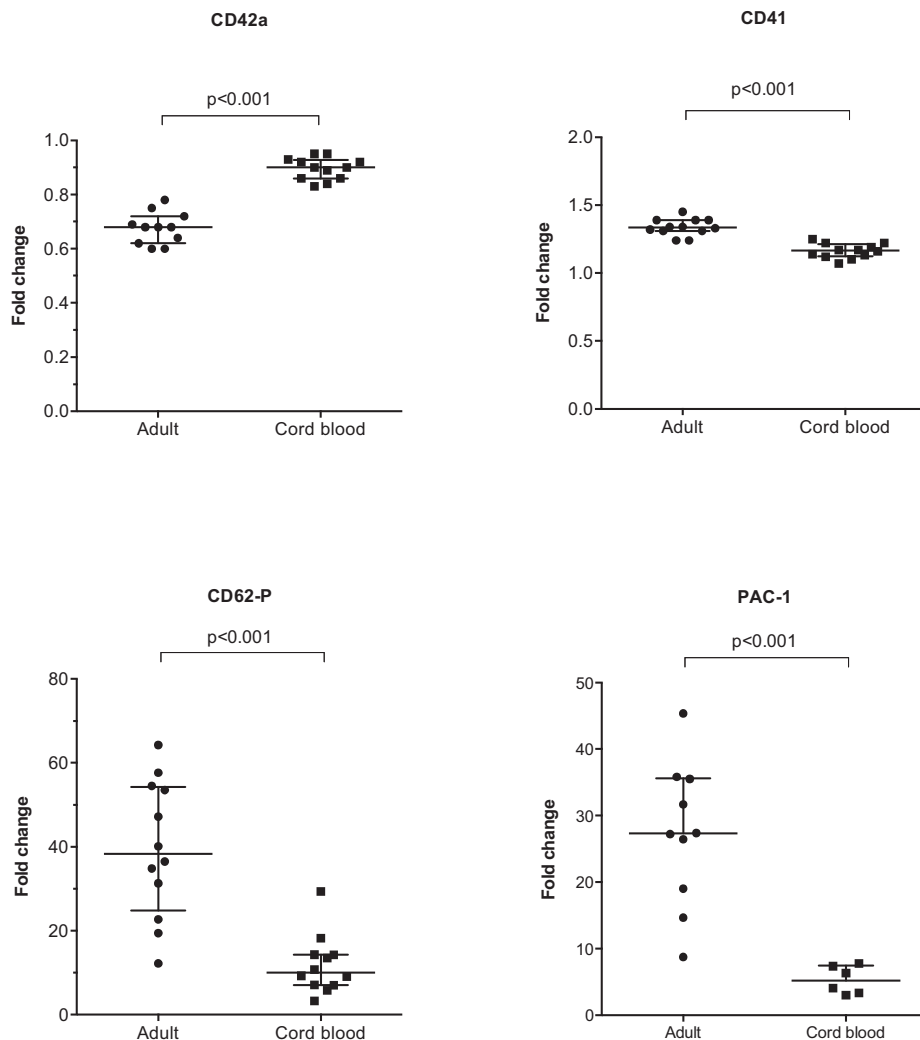 CD42a
p<0.001
Fold change
1.0
0.8
0.6
0.4
0.2
0.0
Adult
Cord blood
CD41
p<0.001
Fold change
2.0
1.5
1.0
0.5
0.0
Adult
Cord blood
CD62-P
p<0.001
Fold change
80
60
40
20
0
Adult
Cord blood
PAC-1
p<0.001
Fold change
50
40
30
20
10
0
Adult
Cord blood